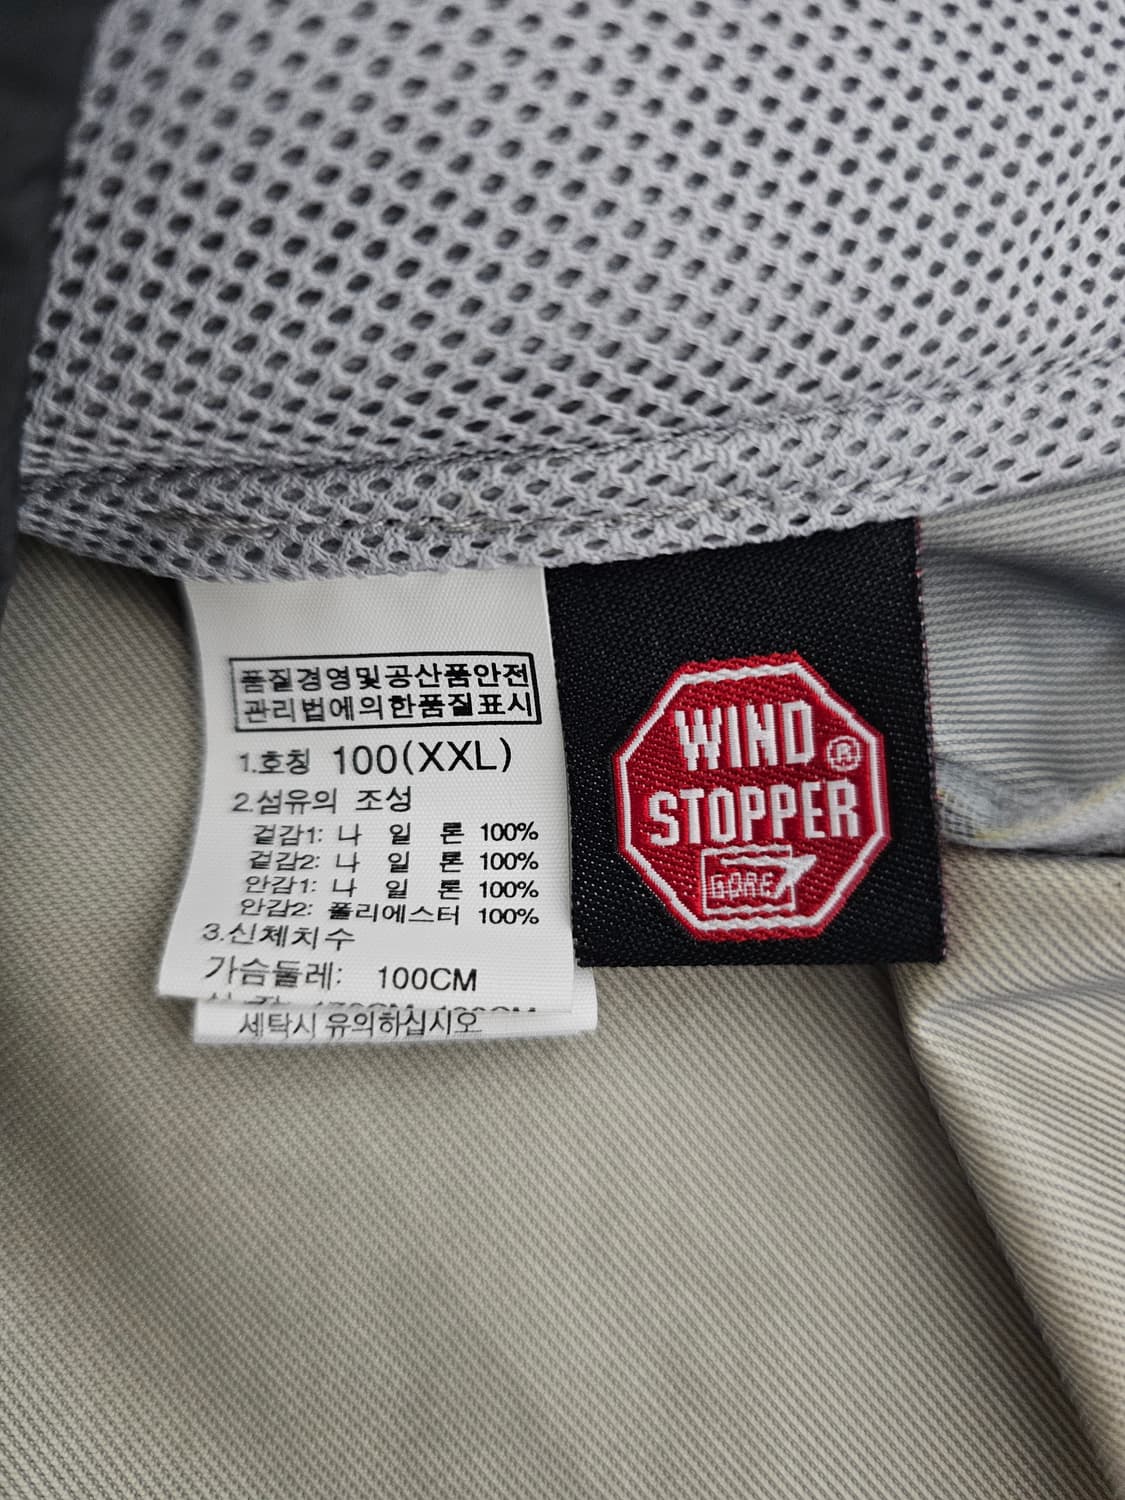 품질경영및공산품안전
관리법에의한품질표시
1.호칭 100(XXL)
2.섬유의 조성
겉감1: 나 일 론 100%
겉감2: 나 일 론 100%
안감1: 나 일 론 100%
안감2: 폴리에스터 100%
3.신체치수
가슴둘레: 100CM
세탁시 유의하십시오
WIND
STOPPER®
GORE